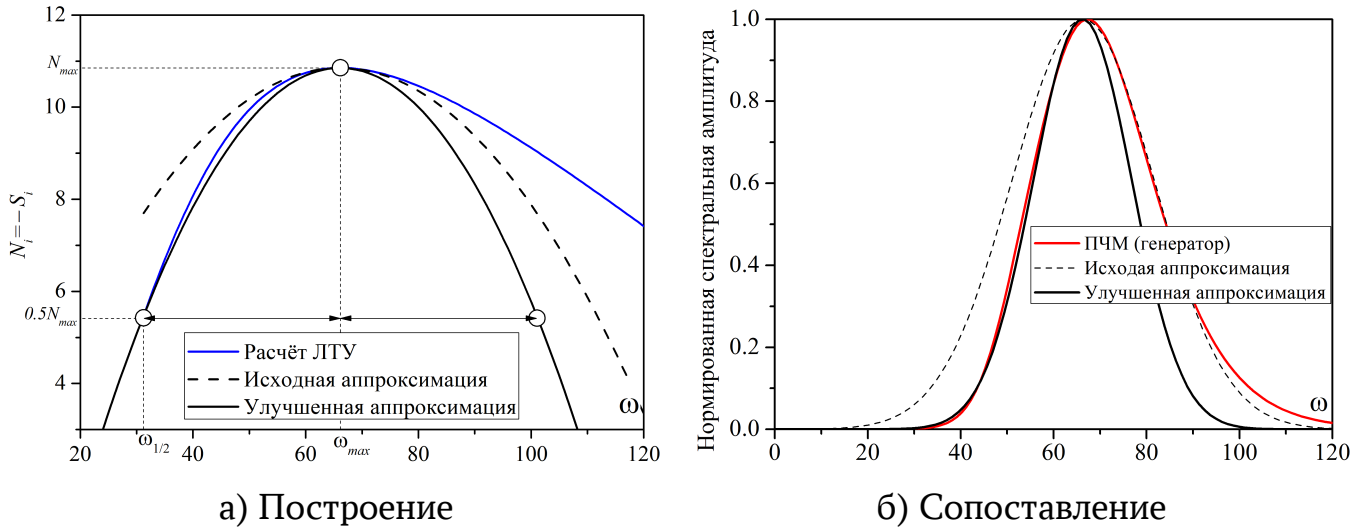 12
10
8
6
4
N_max
0.5N_max
N_i=−S_i
Расчёт ЛТУ
Исходная аппроксимация
Улучшенная аппроксимация
ω
20
ω_1/2
40
60
ω_max
80
100
120
а) Построение
Нормированная спектральная амплитуда
1.0
0.8
0.6
0.4
0.2
0.0
ПЧМ (генератор)
Исходая аппроксимация
Улучшенная аппроксимация
ω
0
20
40
60
80
100
120
б) Сопоставление